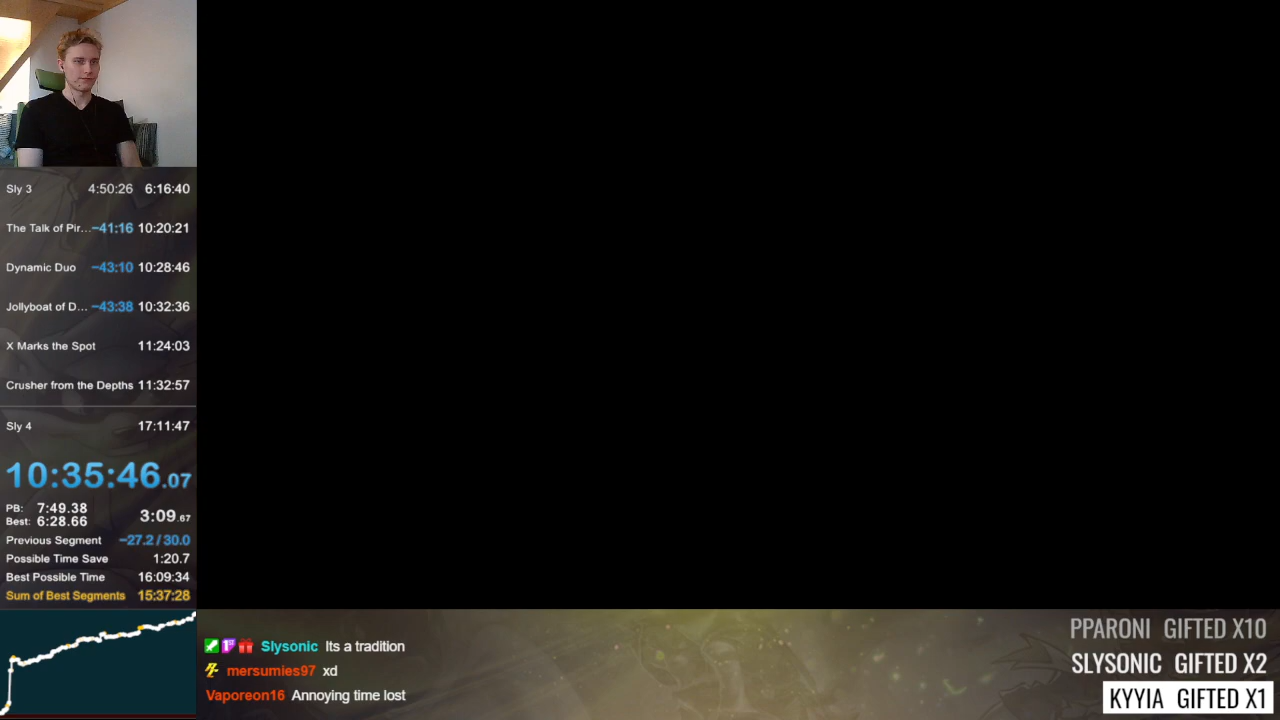 Sly 3 4:50:26 6:16:40
The Talk of Pir... −41:16 10:20:21
Dynamic Duo −43:10 10:28:46
Jollyboat of D... −43:38 10:32:36
X Marks the Spot 11:24:03
Crusher from the Depths 11:32:57
Sly 4 17:11:47
10:35:46.07
PB: 7:49.38
Best: 6:28.66
3:09.67
Previous Segment −27.2 / 30.0
Possible Time Save 1:20.7
Best Possible Time 16:09:34
Sum of Best Segments 15:37:28
1ST Slysonic Its a tradition
mersumies97 xd
Vaporeon16 Annoying time lost
PPARONI GIFTED X10
SLYSONIC GIFTED X2
KYYIA GIFTED X1